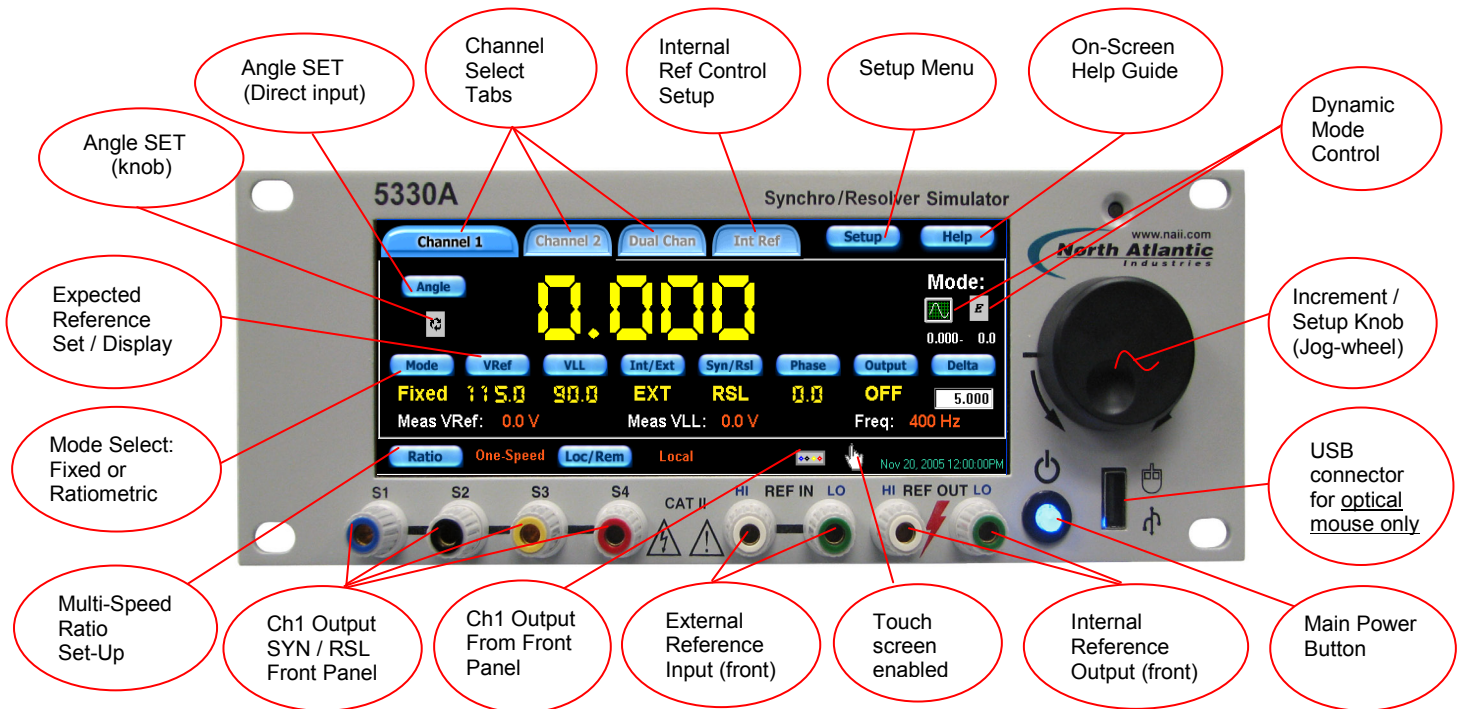 Angle SET
(Direct input)
Channel
Select
Tabs
Internal
Ref Control
Setup
Setup Menu
On-Screen
Help Guide
Angle SET
(knob)
Dynamic
Mode
Control
5330A
Synchro/Resolver Simulator
Channel 1
Channel 2
Dual Chan
Int Ref
Setup
Help
www.naii.com
North Atlantic
Industries
Angle
0.000
Mode:
E
0.000- 0.0
Expected
Reference
Set / Display
Increment /
Setup Knob
(Jog-wheel)
Mode VRef VLL Int/Ext Syn/Rsl Phase Output Delta
Fixed 115.0 90.0 EXT RSL 0.0 OFF 5.000
Meas VRef: 0.0 V Meas VLL: 0.0 V Freq: 400 Hz
Ratio One-Speed Loc/Rem Local Nov 20, 2005 12:00:00PM
Mode Select:
Fixed or
Ratiometric
USB
connector
for optical
mouse only
S1 S2 S3 S4 CAT II HI REF IN LO HI REF OUT LO
Multi-Speed
Ratio
Set-Up
Ch1 Output
SYN / RSL
Front Panel
Ch1 Output
From Front
Panel
External
Reference
Input (front)
Touch
screen
enabled
Internal
Reference
Output (front)
Main Power
Button